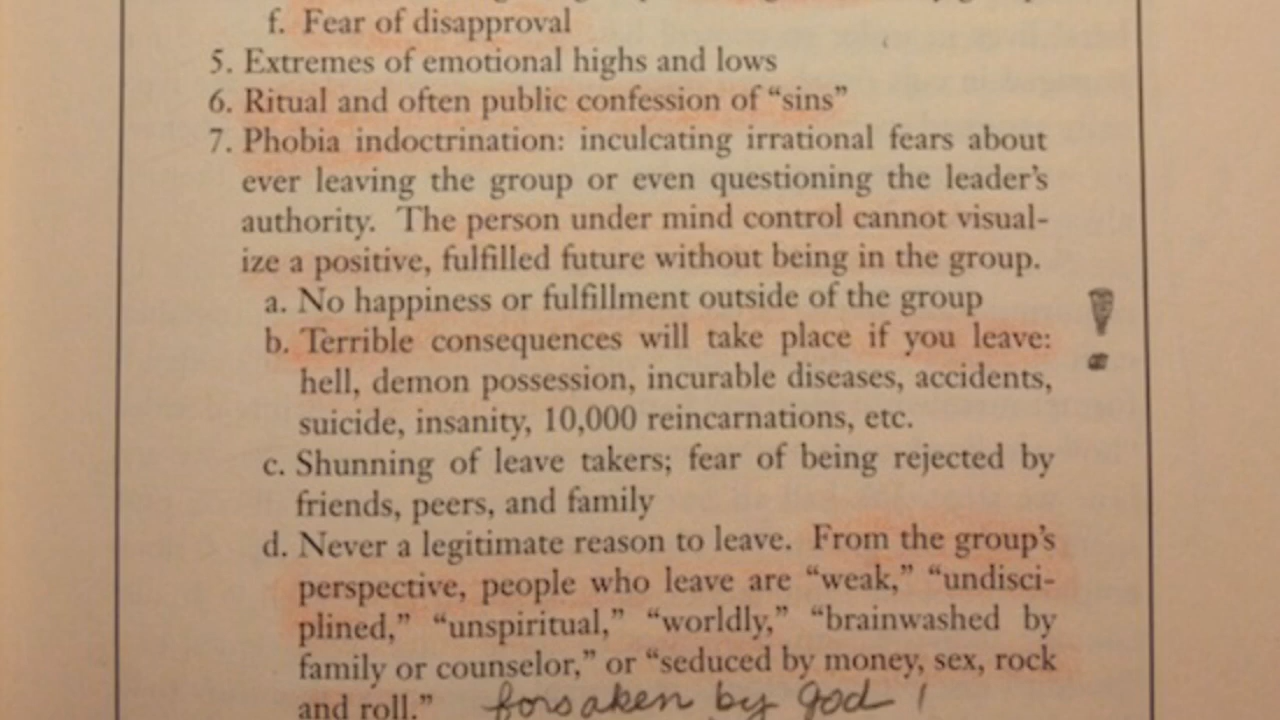 f. Fear of disapproval
5. Extremes of emotional highs and lows
6. Ritual and often public confession of “sins”
7. Phobia indoctrination: inculcating irrational fears about
ever leaving the group or even questioning the leader’s
authority. The person under mind control cannot visual-
ize a positive, fulfilled future without being in the group.
a. No happiness or fulfillment outside of the group
b. Terrible consequences will take place if you leave:
hell, demon possession, incurable diseases, accidents,
suicide, insanity, 10,000 reincarnations, etc.
!
c. Shunning of leave takers; fear of being rejected by
friends, peers, and family
d. Never a legitimate reason to leave. From the group’s
perspective, people who leave are “weak,” “undisci-
plined,” “unspiritual,” “worldly,” “brainwashed by
family or counselor,” or “seduced by money, sex, rock
and roll.” forsaken by god !